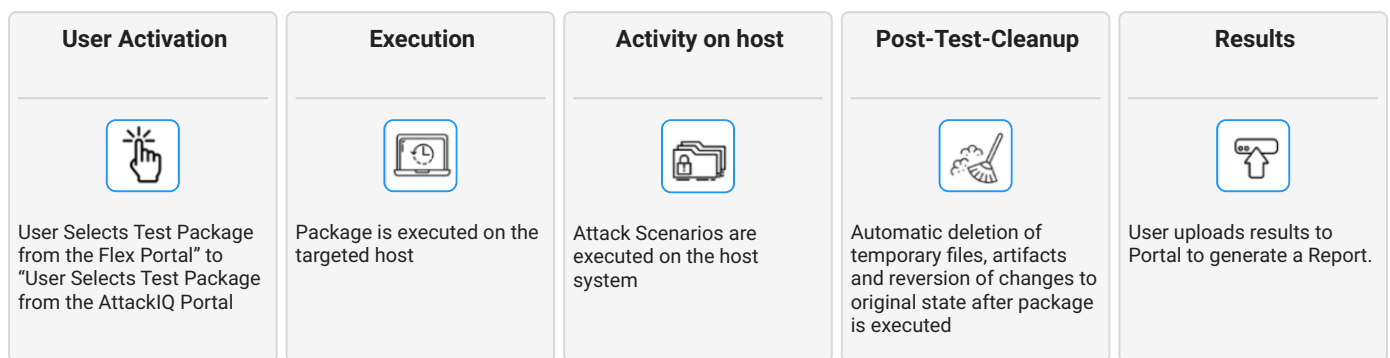 User Activation
User Selects Test Package
from the Flex Portal” to
“User Selects Test Package
from the AttackIQ Portal
Execution
Package is executed on the
targeted host
Activity on host
Attack Scenarios are
executed on the host
system
Post-Test-Cleanup
Automatic deletion of
temporary files, artifacts
and reversion of changes to
original state after package
is executed
Results
User uploads results to
Portal to generate a Report.